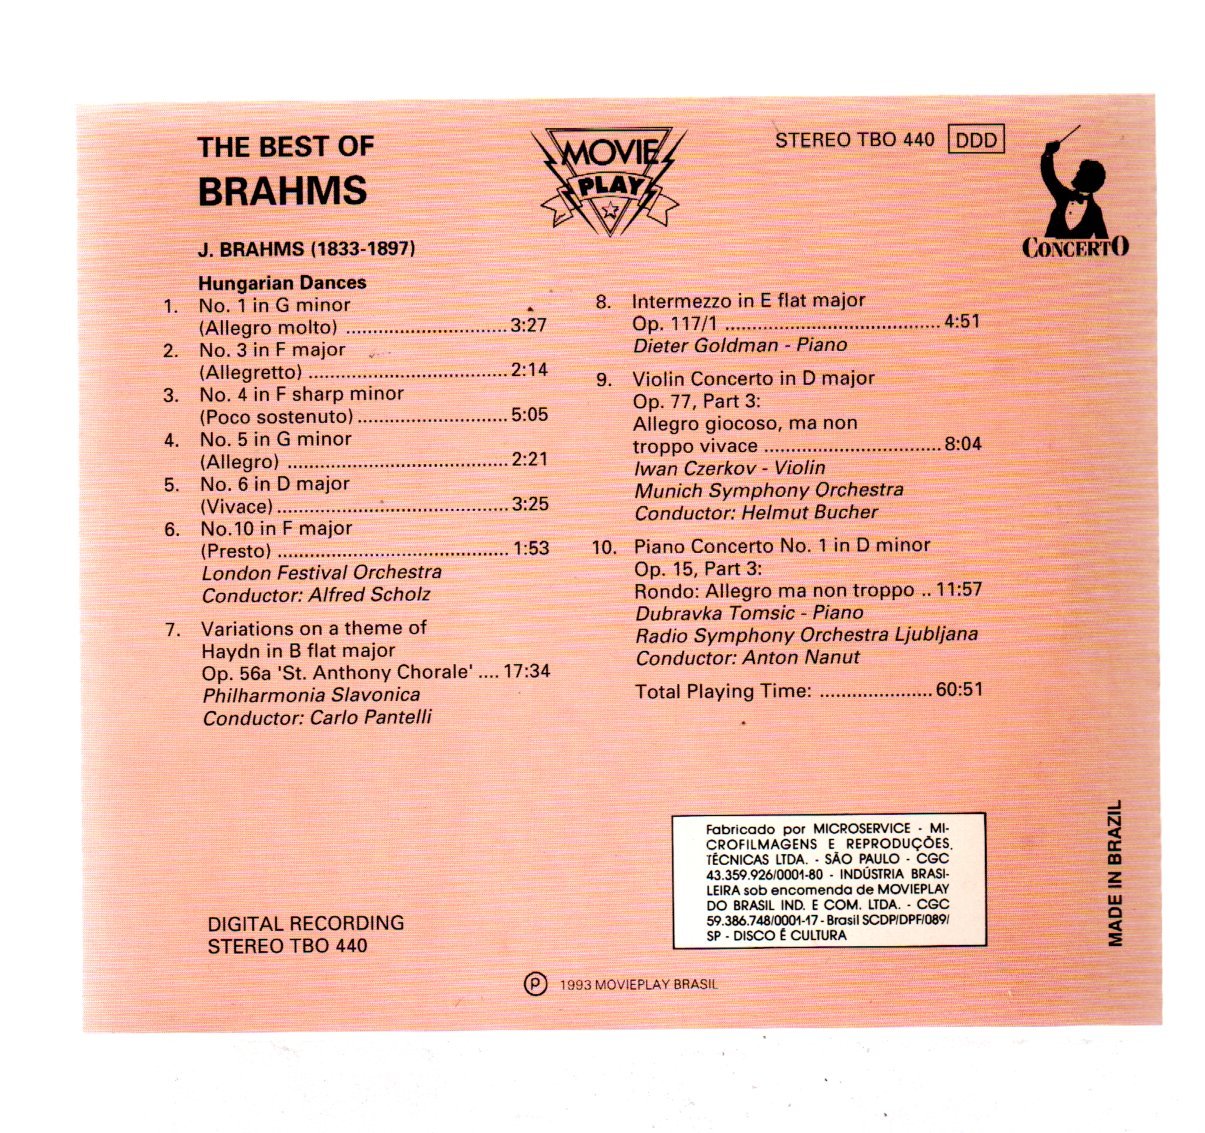 THE BEST OF
BRAHMS
MOVIE
PLAY
STEREO TBO 440 DDD
CONCERTO
J. BRAHMS (1833-1897)
Hungarian Dances
1. No. 1 in G minor
(Allegro molto) .............................. 3:27
2. No. 3 in F major
(Allegretto) ..................................... 2:14
3. No. 4 in F sharp minor
(Poco sostenuto) ............................ 5:05
4. No. 5 in G minor
(Allegro) ......................................... 2:21
5. No. 6 in D major
(Vivace) ........................................... 3:25
6. No.10 in F major
(Presto) ........................................... 1:53
London Festival Orchestra
Conductor: Alfred Scholz
7. Variations on a theme of
Haydn in B flat major
Op. 56a 'St. Anthony Chorale' .... 17:34
Philharmonia Slavonica
Conductor: Carlo Pantelli
8. Intermezzo in E flat major
Op. 117/1 ........................................ 4:51
Dieter Goldman - Piano
9. Violin Concerto in D major
Op. 77, Part 3:
Allegro giocoso, ma non
troppo vivace ................................. 8:04
Iwan Czerkov - Violin
Munich Symphony Orchestra
Conductor: Helmut Bucher
10. Piano Concerto No. 1 in D minor
Op. 15, Part 3:
Rondo: Allegro ma non troppo .. 11:57
Dubravka Tomsic - Piano
Radio Symphony Orchestra Ljubljana
Conductor: Anton Nanut
Total Playing Time: ..................... 60:51
Fabricado por MICROSERVICE - MI-
CROFILMAGENS E REPRODUÇÕES
TÉCNICAS LTDA. - SÃO PAULO - CGC
43.359.926/0001-80 - INDÚSTRIA BRASI-
LEIRA sob encomenda de MOVIEPLAY
DO BRASIL IND. E COM. LTDA. - CGC
59.386.748/0001-17 - Brasil SCDP/DPF/089/
SP - DISCO É CULTURA
MADE IN BRAZIL
DIGITAL RECORDING
STEREO TBO 440
Ⓟ 1993 MOVIEPLAY BRASIL